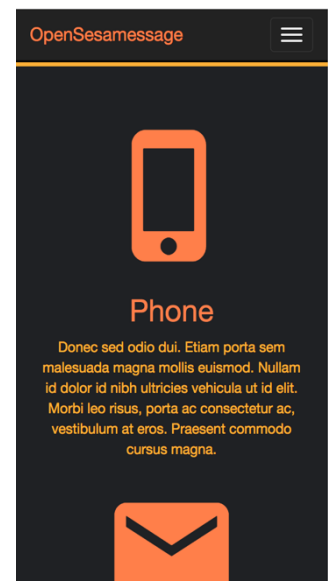 OpenSesamessage
Phone
Donec sed odio dui. Etiam porta sem
malesuada magna mollis euismod. Nullam
id dolor id nibh ultricies vehicula ut id elit.
Morbi leo risus, porta ac consectetur ac,
vestibulum at eros. Praesent commodo
cursus magna.